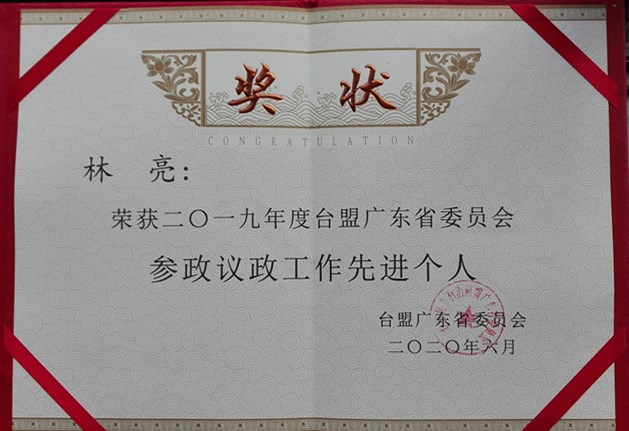 奖 状
CONGRATULATION
林 亮：
荣获二〇一九年度台盟广东省委员会
参政议政工作先进个人
台盟广东省委员会
二〇二〇年六月